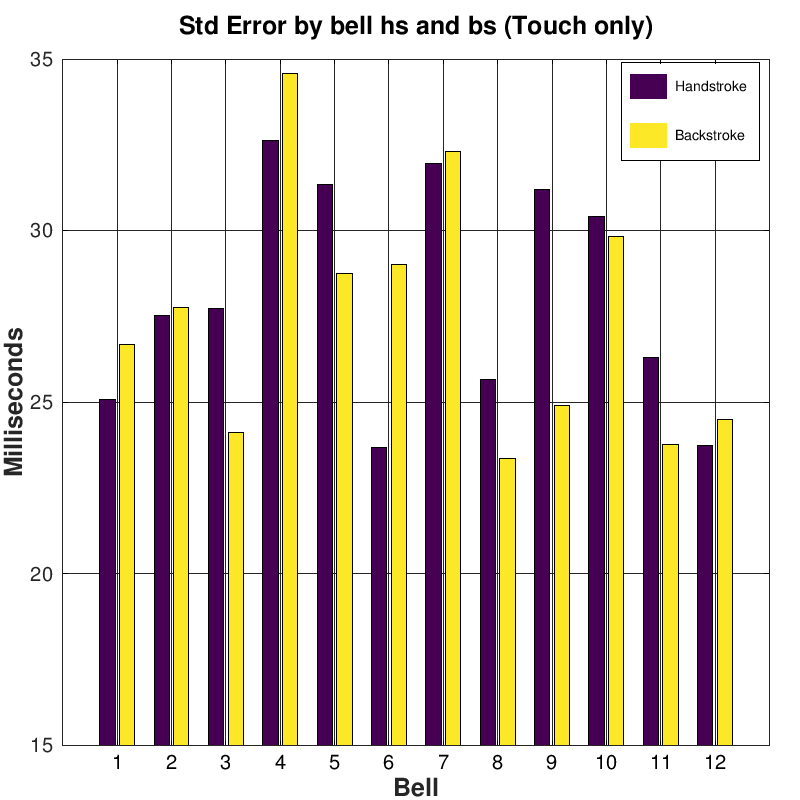 Std Error by bell hs and bs (Touch only)
Handstroke
Backstroke
35
30
25
20
15
Milliseconds
1 2 3 4 5 6 7 8 9 10 11 12
Bell